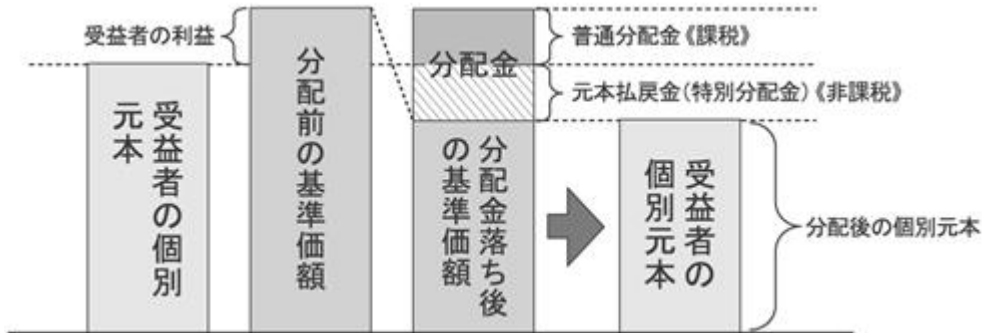 受益者の利益
受益者の個別
元本
分配前の基準価額
分配金
分配金落ち後
の基準価額
普通分配金《課税》
元本払戻金(特別分配金)《非課税》
受益者の
個別元本
分配後の個別元本